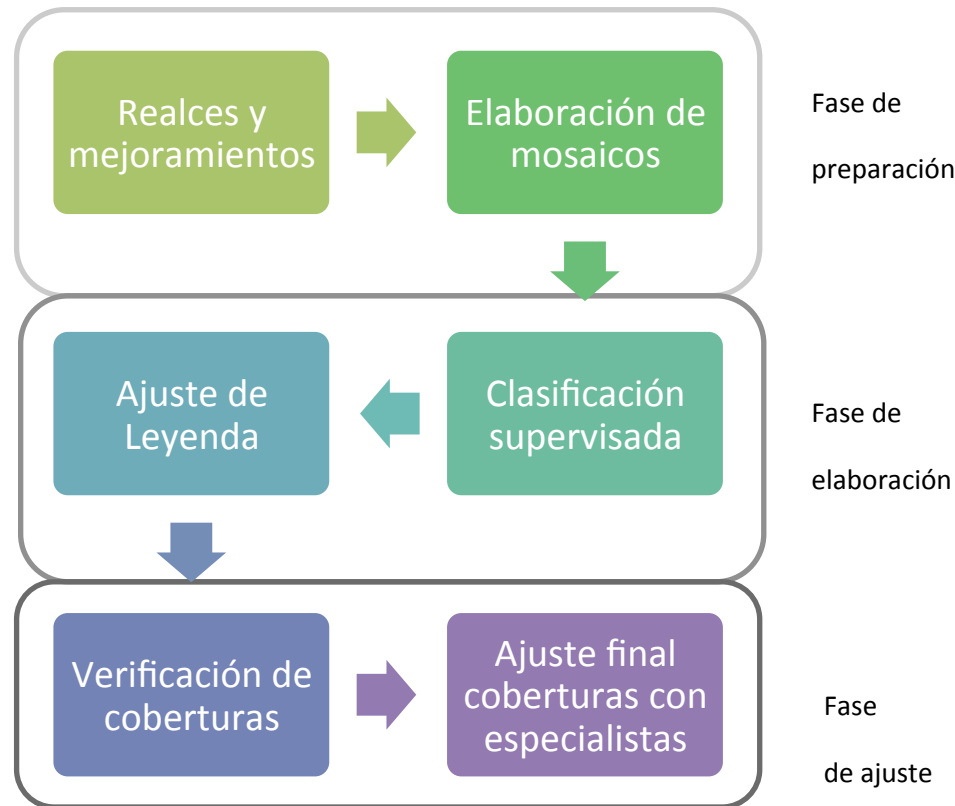 Realces y
mejoramientos
Elaboración de
mosaicos
Fase de
preparación
Ajuste de
Leyenda
Clasificación
supervisada
Fase de
elaboración
Verificación de
coberturas
Ajuste final
coberturas con
especialistas
Fase
de ajuste